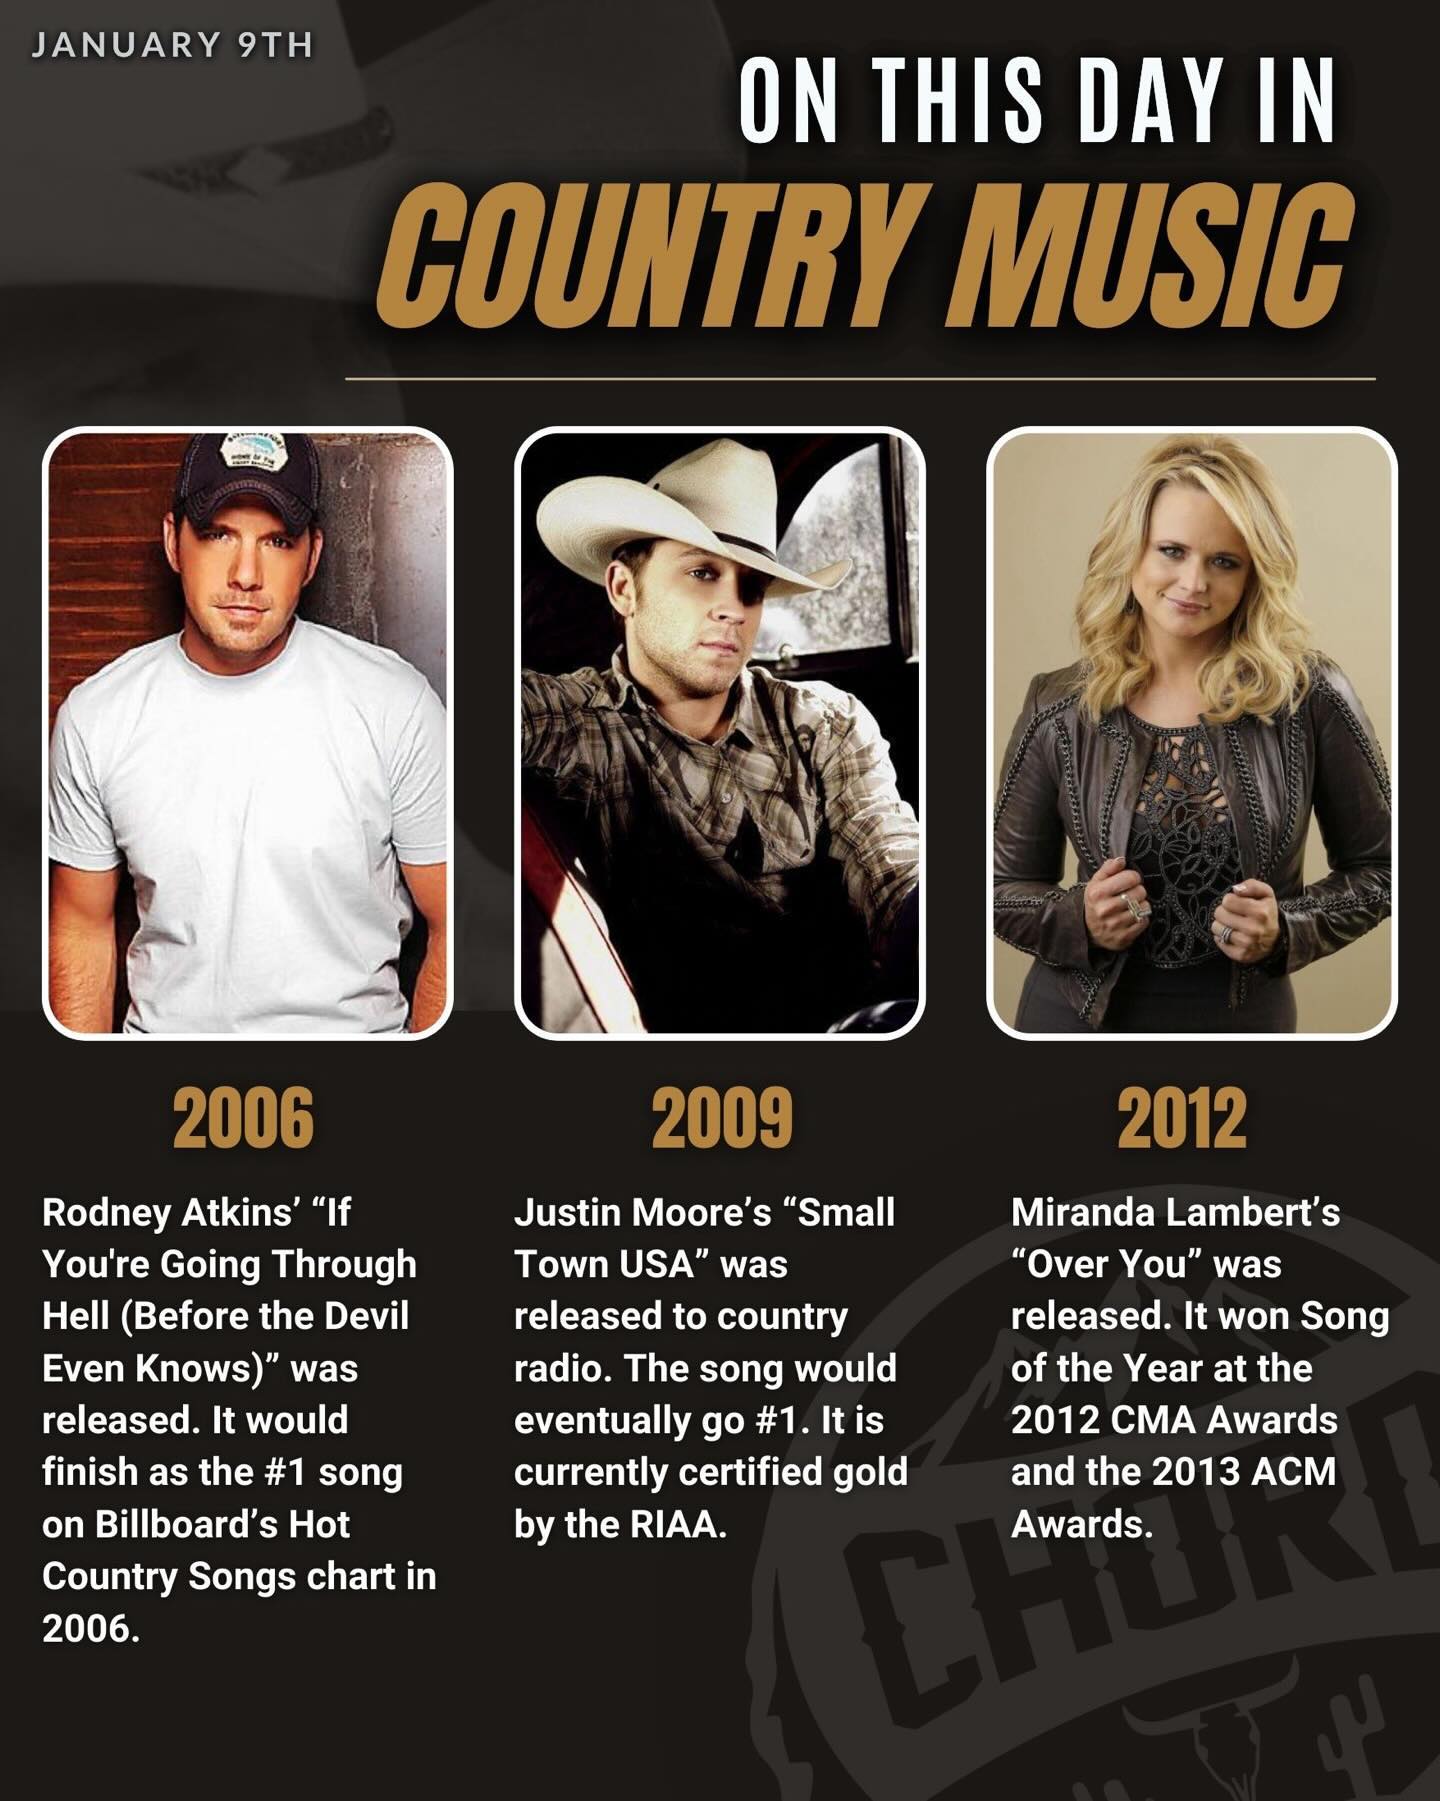 JANUARY 9TH
ON THIS DAY IN
COUNTRY MUSIC
2006
Rodney Atkins’ “If
You're Going Through
Hell (Before the Devil
Even Knows)” was
released. It would
finish as the #1 song
on Billboard’s Hot
Country Songs chart in
2006.
2009
Justin Moore’s “Small
Town USA” was
released to country
radio. The song would
eventually go #1. It is
currently certified gold
by the RIAA.
2012
Miranda Lambert’s
“Over You” was
released. It won Song
of the Year at the
2012 CMA Awards
and the 2013 ACM
Awards.